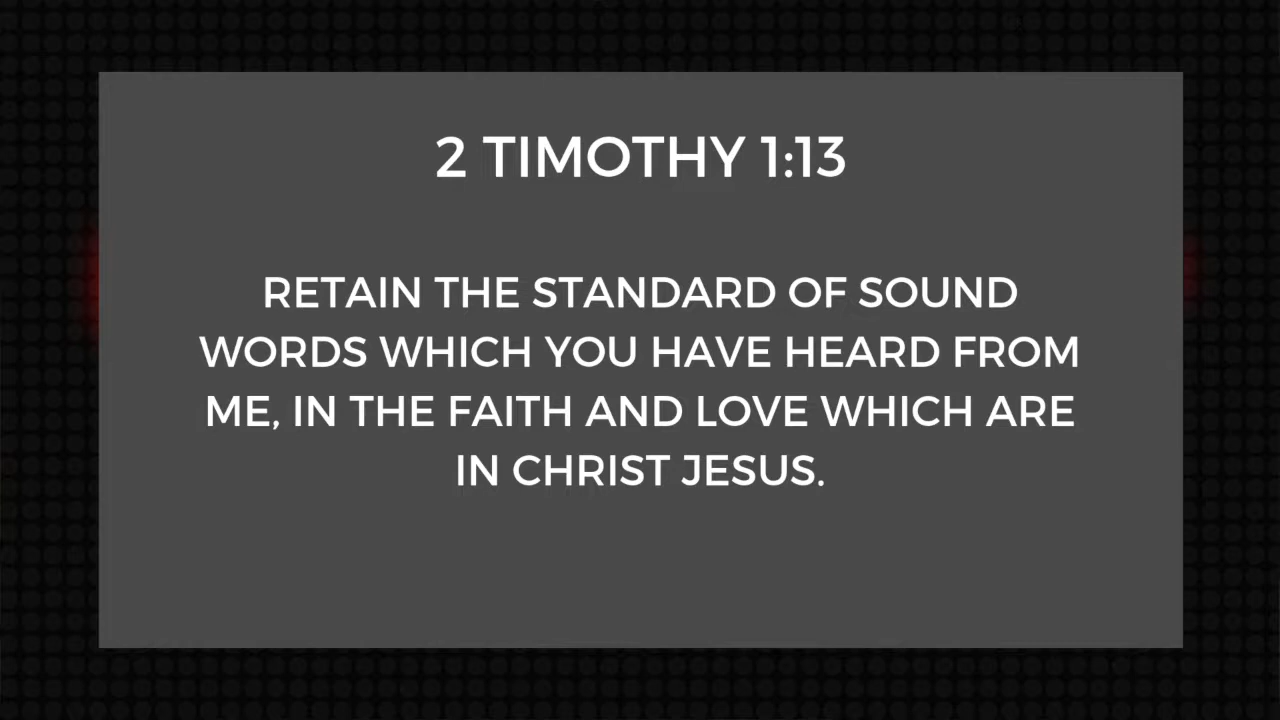 2 TIMOTHY 1:13
RETAIN THE STANDARD OF SOUND
WORDS WHICH YOU HAVE HEARD FROM
ME, IN THE FAITH AND LOVE WHICH ARE
IN CHRIST JESUS.